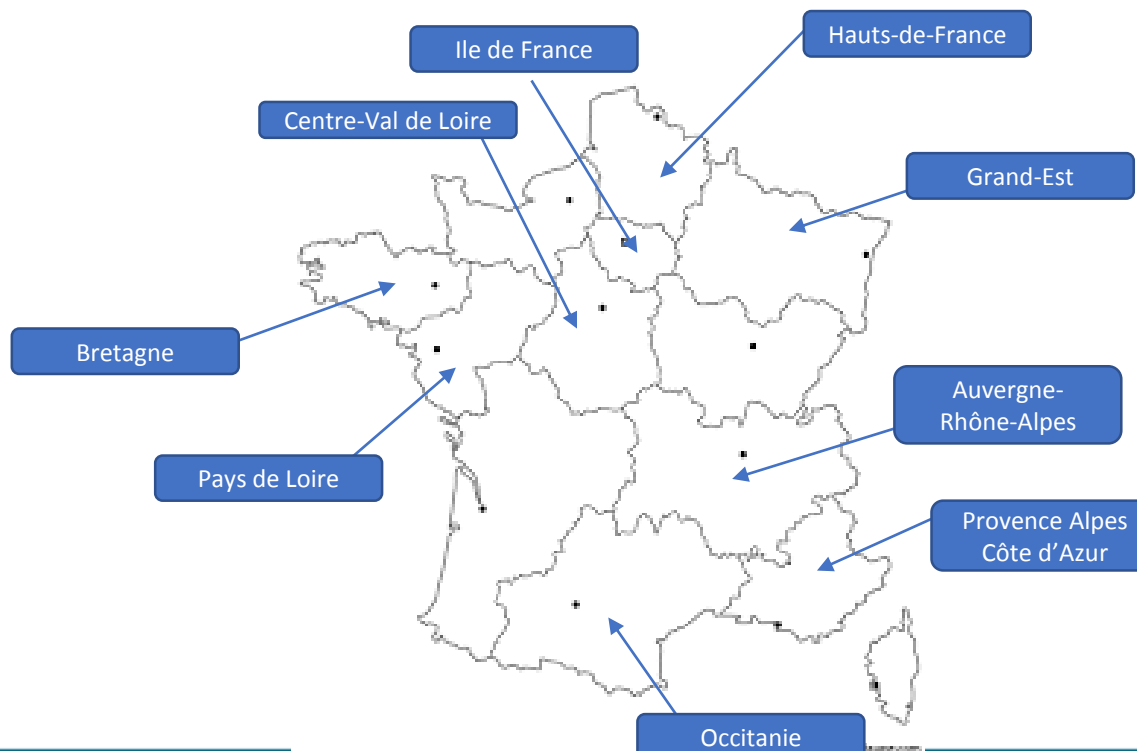 Hauts-de-France
Ile de France
Centre-Val de Loire
Grand-Est
Bretagne
Auvergne-
Rhône-Alpes
Pays de Loire
Provence Alpes
Côte d’Azur
Occitanie